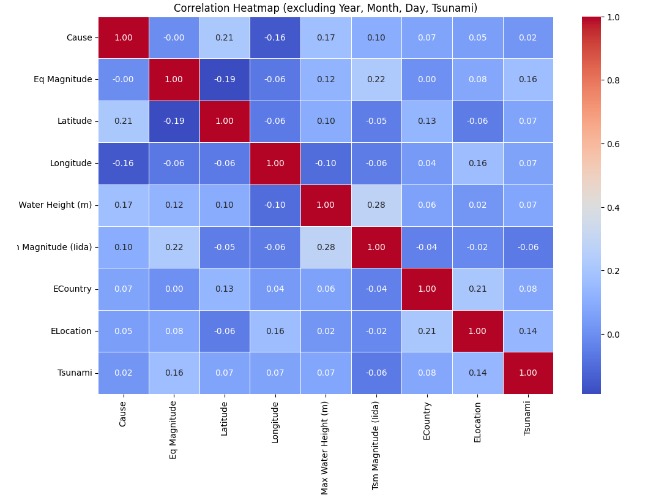 Correlation Heatmap (excluding Year, Month, Day, Tsunami)
Cause 1.00 -0.00 0.21 -0.16 0.17 0.10 0.07 0.05 0.02
Eq Magnitude -0.00 1.00 -0.19 -0.06 0.12 0.22 0.00 0.08 0.16
Latitude 0.21 -0.19 1.00 -0.06 0.10 -0.05 0.13 -0.06 0.07
Longitude -0.16 -0.06 -0.06 1.00 -0.10 -0.06 0.04 0.16 0.07
Water Height (m) 0.17 0.12 0.10 -0.10 1.00 0.28 0.06 0.02 0.07
Magnitude (Iida) 0.10 0.22 -0.05 -0.06 0.28 1.00 -0.04 -0.02 -0.06
ECountry 0.07 0.00 0.13 0.04 0.06 -0.04 1.00 0.21 0.08
ELocation 0.05 0.08 -0.06 0.16 0.02 -0.02 0.21 1.00 0.14
Tsunami 0.02 0.16 0.07 0.07 0.07 -0.06 0.08 0.14 1.00
Cause
Eq Magnitude
Latitude
Longitude
Max Water Height (m)
Tsm Magnitude (Iida)
ECountry
ELocation
Tsunami
1.0
0.8
0.6
0.4
0.2
0.0